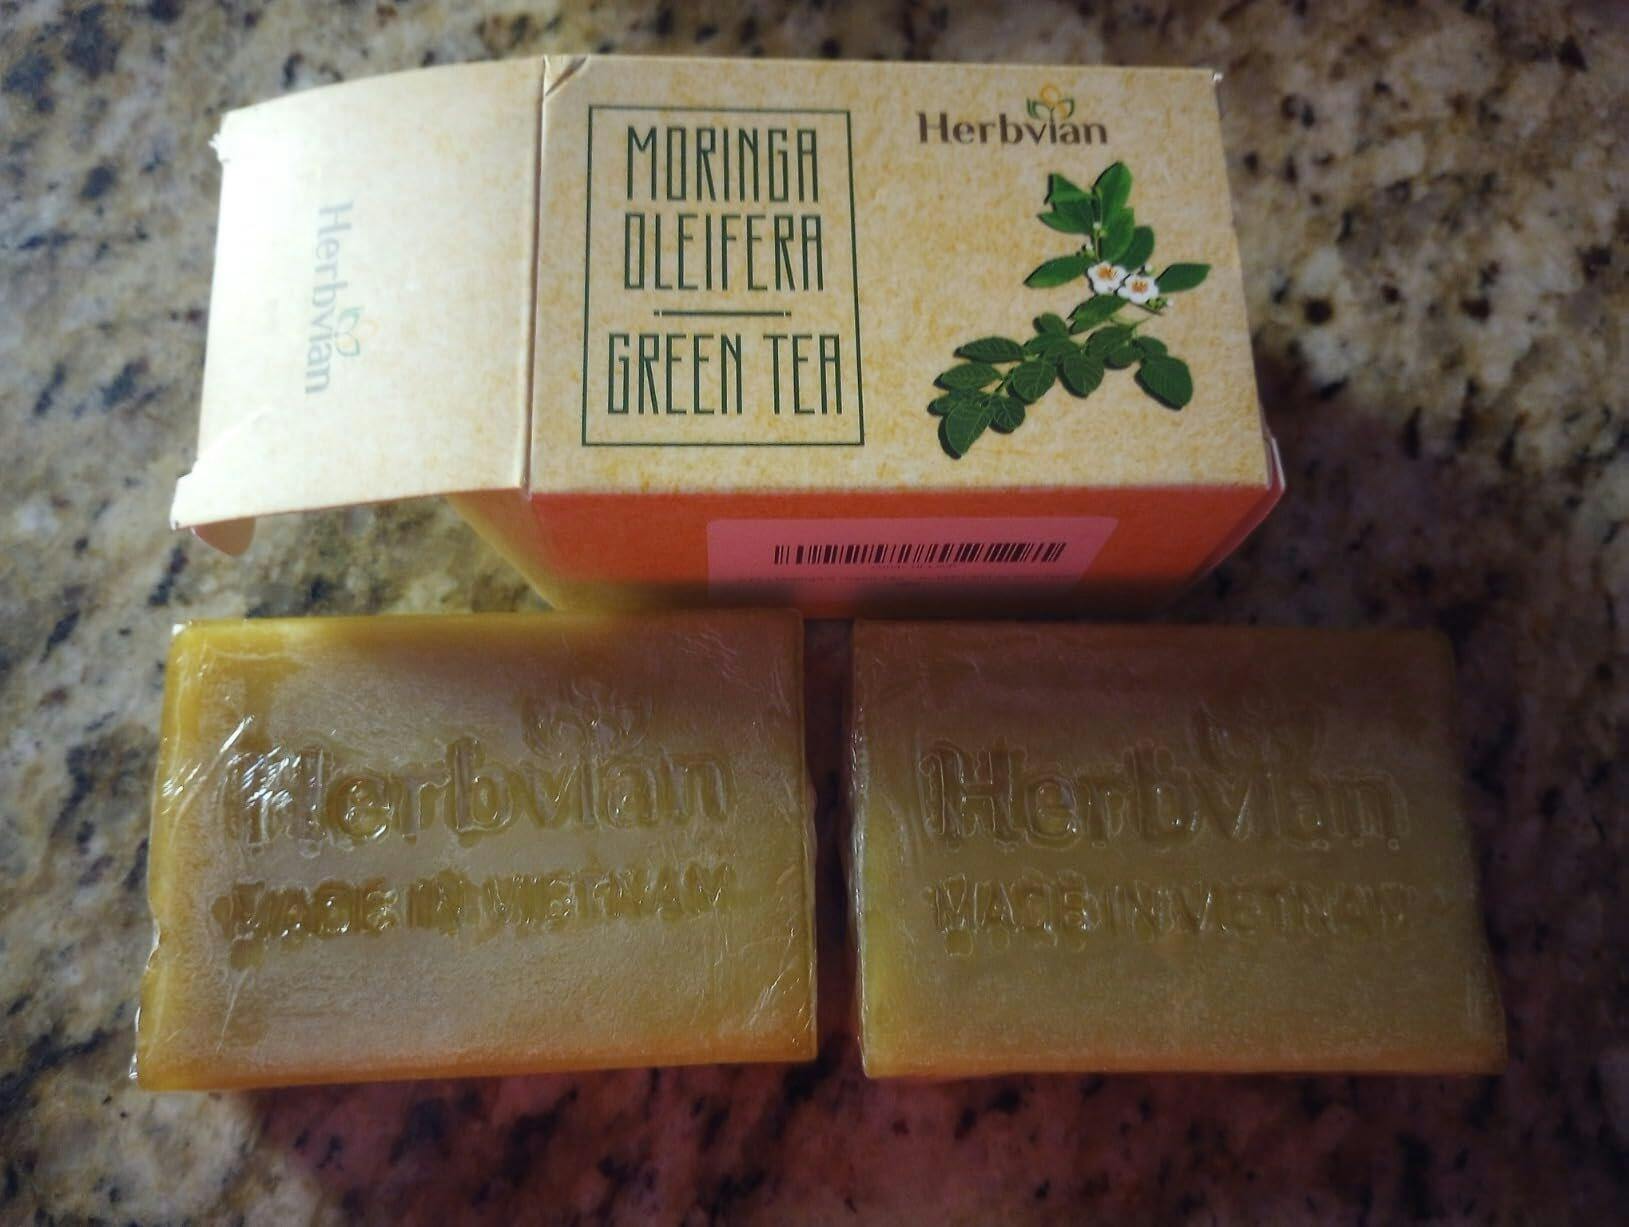 MORINGA
OLEIFERA
GREEN TEA
Herbvian
Herbvian
Herbvian
MADE IN VIETNAM
Herbvian
MADE IN VIETNAM